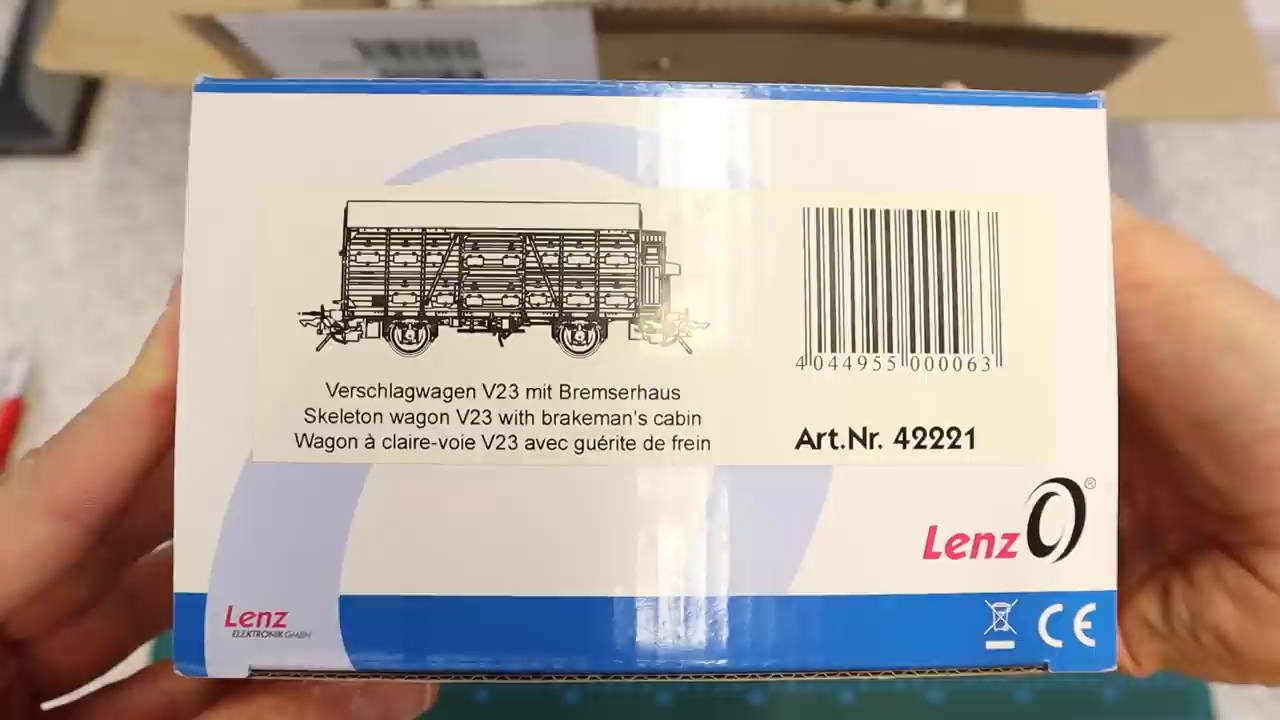 Verschlagwagen V23 mit Bremserhaus
Skeleton wagon V23 with brakeman's cabin
Wagon à claire-voie V23 avec guérite de frein
4 044955 000063
Art.Nr. 42221
Lenz O ®
Lenz
ELEKTRONIK GMBH
CE